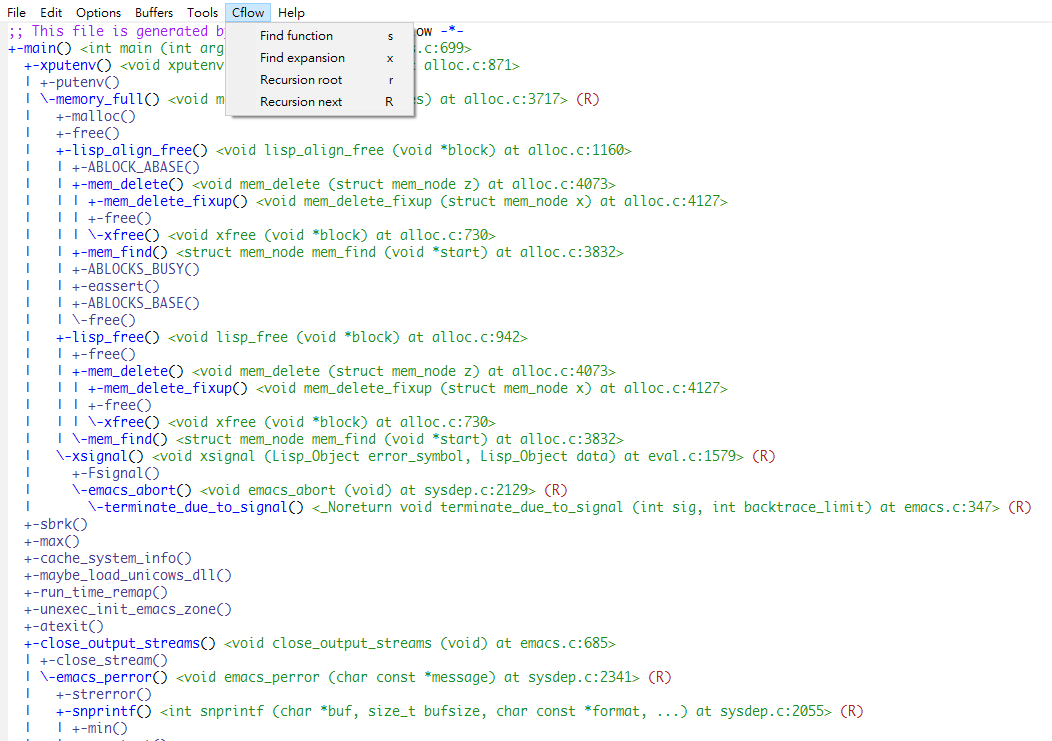 File Edit Options Buffers Tools Cflow Help
Find function s
Find expansion x
Recursion root r
Recursion next R
;; This file is generated ow -*-
+-main() <int main (int arg .c:699>
+-xputenv() <void xputenv alloc.c:871>
| +-putenv()
| \-memory_full() <void m s) at alloc.c:3717> (R)
| +-malloc()
| +-free()
| +-lisp_align_free() <void lisp_align_free (void *block) at alloc.c:1160>
| | +-ABLOCK_ABASE()
| | +-mem_delete() <void mem_delete (struct mem_node z) at alloc.c:4073>
| | | +-mem_delete_fixup() <void mem_delete_fixup (struct mem_node x) at alloc.c:4127>
| | | +-free()
| | | \-xfree() <void xfree (void *block) at alloc.c:730>
| | +-mem_find() <struct mem_node mem_find (void *start) at alloc.c:3832>
| | +-ABLOCKS_BUSY()
| | +-eassert()
| | +-ABLOCKS_BASE()
| | \-free()
| +-lisp_free() <void lisp_free (void *block) at alloc.c:942>
| | +-free()
| | +-mem_delete() <void mem_delete (struct mem_node z) at alloc.c:4073>
| | | +-mem_delete_fixup() <void mem_delete_fixup (struct mem_node x) at alloc.c:4127>
| | | +-free()
| | | \-xfree() <void xfree (void *block) at alloc.c:730>
| | \-mem_find() <struct mem_node mem_find (void *start) at alloc.c:3832>
| \-xsignal() <void xsignal (Lisp_Object error_symbol, Lisp_Object data) at eval.c:1579> (R)
| +-Fsignal()
| \-emacs_abort() <void emacs_abort (void) at sysdep.c:2129> (R)
| \-terminate_due_to_signal() <_Noreturn void terminate_due_to_signal (int sig, int backtrace_limit) at emacs.c:347> (R)
+-sbrk()
+-max()
+-cache_system_info()
+-maybe_load_unicows_dll()
+-run_time_remap()
+-unexec_init_emacs_zone()
+-atexit()
+-close_output_streams() <void close_output_streams (void) at emacs.c:685>
| +-close_stream()
| \-emacs_perror() <void emacs_perror (char const *message) at sysdep.c:2341> (R)
| +-strerror()
| +-snprintf() <int snprintf (char *buf, size_t bufsize, char const *format, ...) at sysdep.c:2055> (R)
| | +-min()